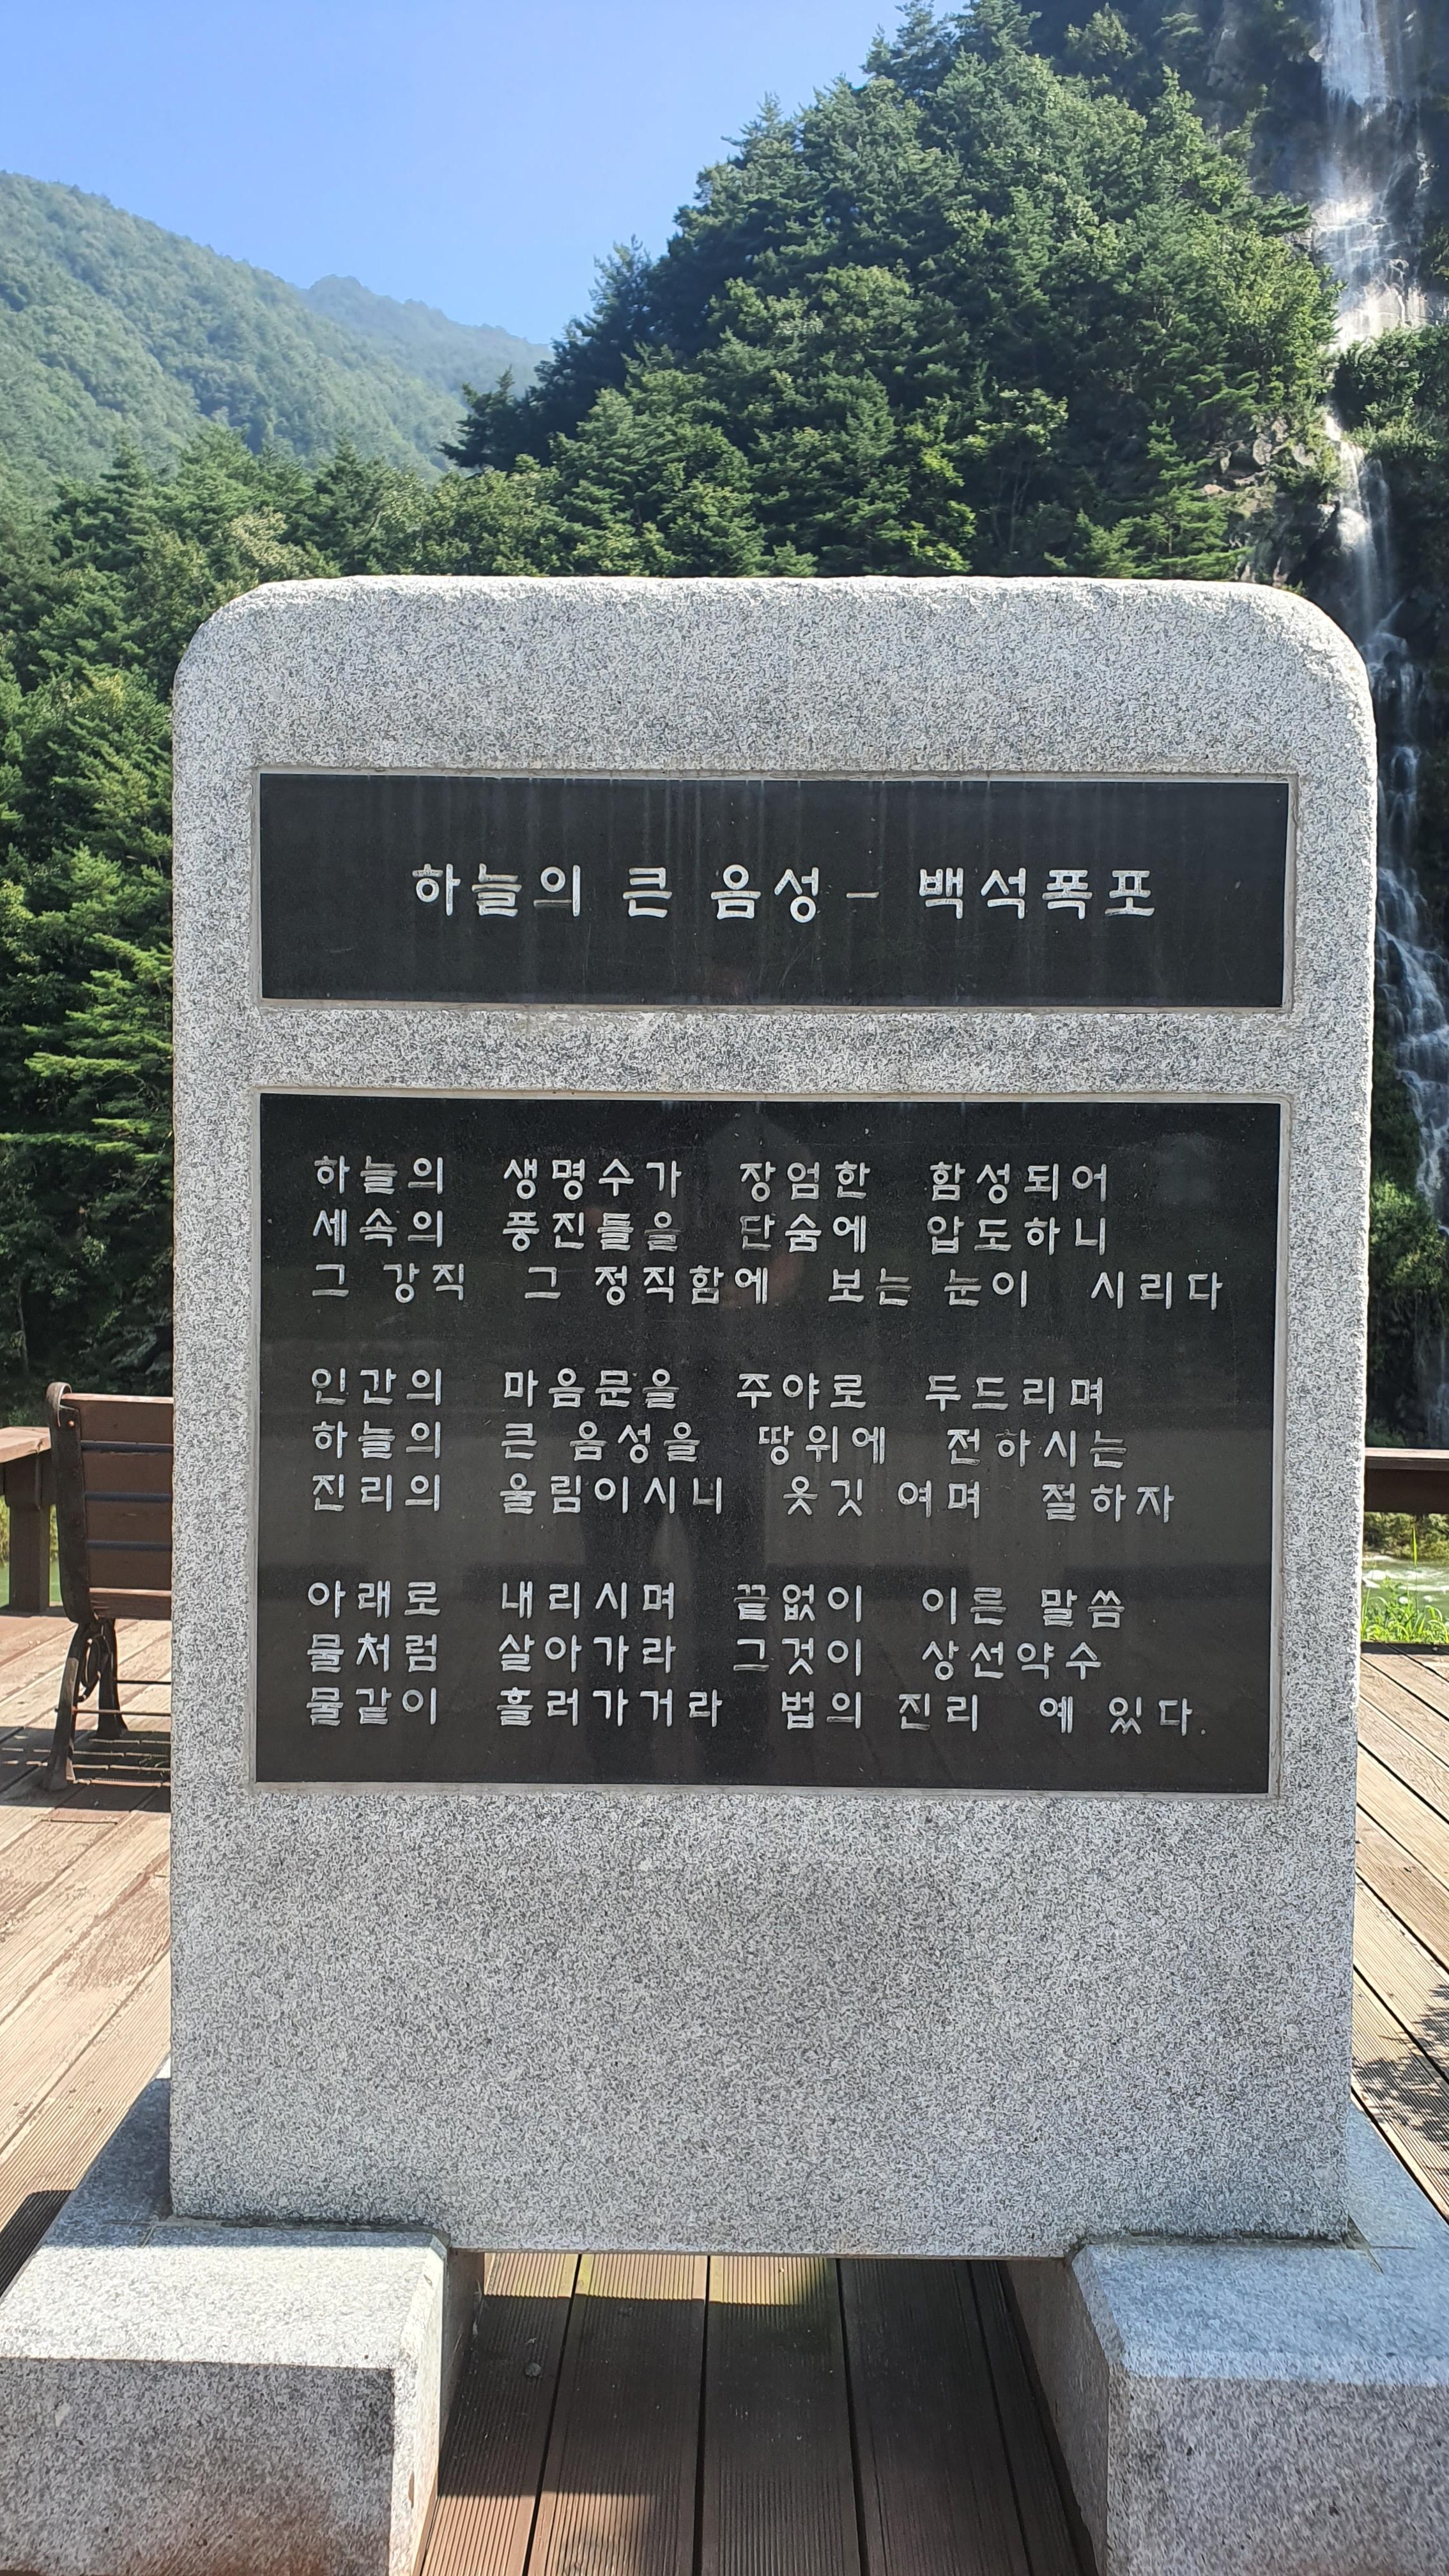 하늘의 큰 음성 - 백석폭포
하늘의 생명수가 장엄한 함성되어
세속의 풍진들을 단숨에 압도하니
그 강직 그 정직함에 보는 눈이 시리다
인간의 마음문을 주야로 두드리며
하늘의 큰 음성을 땅위에 전하시는
진리의 울림이시니 옷깃 여며 절하자
아래로 내리시며 끝없이 이른 말씀
물처럼 살아가라 그것이 상선약수
물같이 흘러가거라 법의 진리 예 있다.